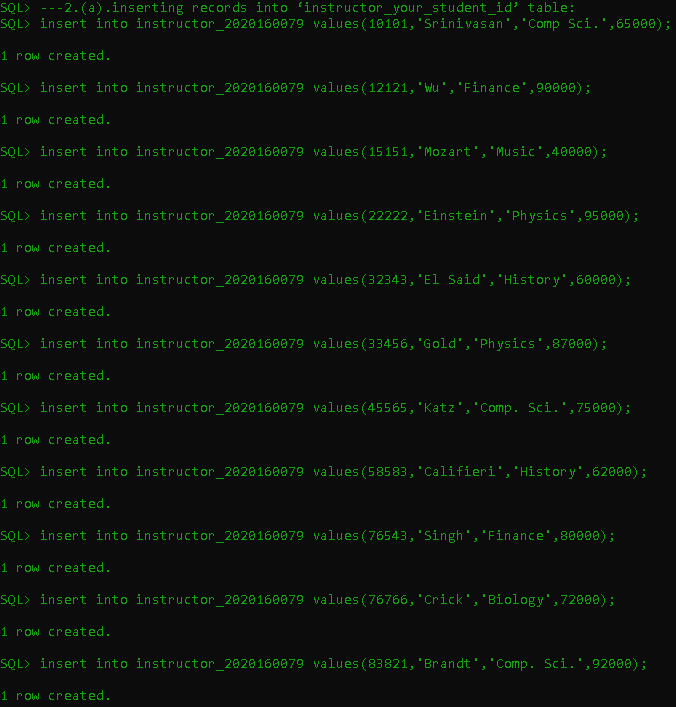 SQL> ---2.(a).inserting records into ‘instructor_your_student_id’ table:
SQL> insert into instructor_2020160079 values(10101,'Srinivasan','Comp Sci.',65000);
1 row created.
SQL> insert into instructor_2020160079 values(12121,'Wu','Finance',90000);
1 row created.
SQL> insert into instructor_2020160079 values(15151,'Mozart','Music',40000);
1 row created.
SQL> insert into instructor_2020160079 values(22222,'Einstein','Physics',95000);
1 row created.
SQL> insert into instructor_2020160079 values(32343,'El Said','History',60000);
1 row created.
SQL> insert into instructor_2020160079 values(33456,'Gold','Physics',87000);
1 row created.
SQL> insert into instructor_2020160079 values(45565,'Katz','Comp. Sci.',75000);
1 row created.
SQL> insert into instructor_2020160079 values(58583,'Califieri','History',62000);
1 row created.
SQL> insert into instructor_2020160079 values(76543,'Singh','Finance',80000);
1 row created.
SQL> insert into instructor_2020160079 values(76766,'Crick','Biology',72000);
1 row created.
SQL> insert into instructor_2020160079 values(83821,'Brandt','Comp. Sci.',92000);
1 row created.